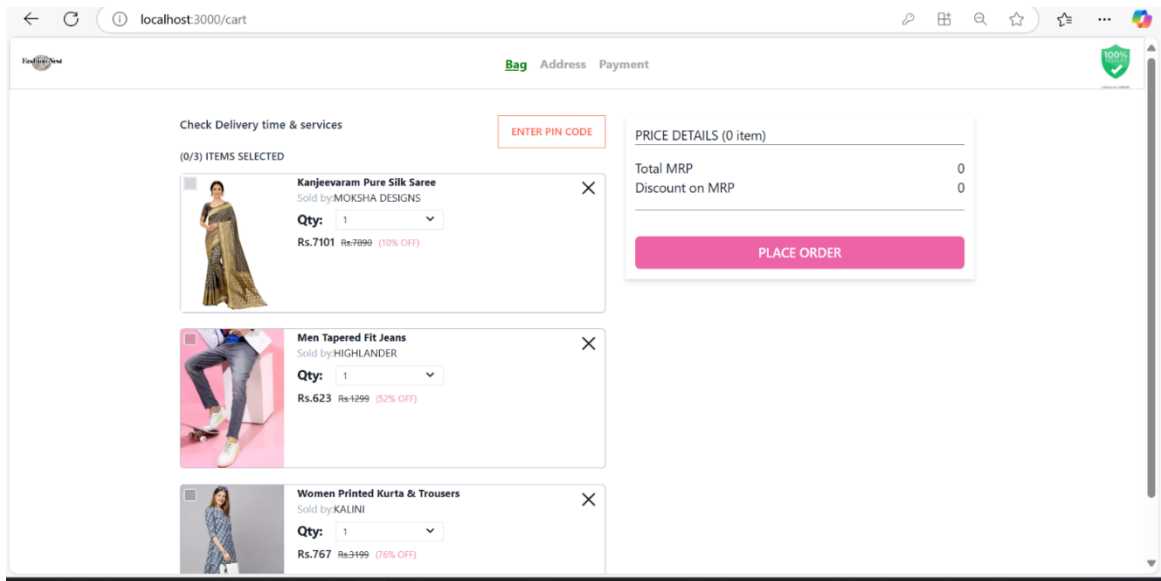 localhost:3000/cart
Fashion Nest
Bag Address Payment
100%
Check Delivery time & services
ENTER PIN CODE
(0/3) ITEMS SELECTED
Kanjeevaram Pure Silk Saree
Sold by:MOKSHA DESIGNS
Qty: 1
Rs.7101 Rs.7890 (10% OFF)
Men Tapered Fit Jeans
Sold by:HIGHLANDER
Qty: 1
Rs.623 Rs.1299 (52% OFF)
Women Printed Kurta & Trousers
Sold by:KALINI
Qty: 1
Rs.767 Rs.3199 (76% OFF)
PRICE DETAILS (0 item)
Total MRP 0
Discount on MRP 0
PLACE ORDER